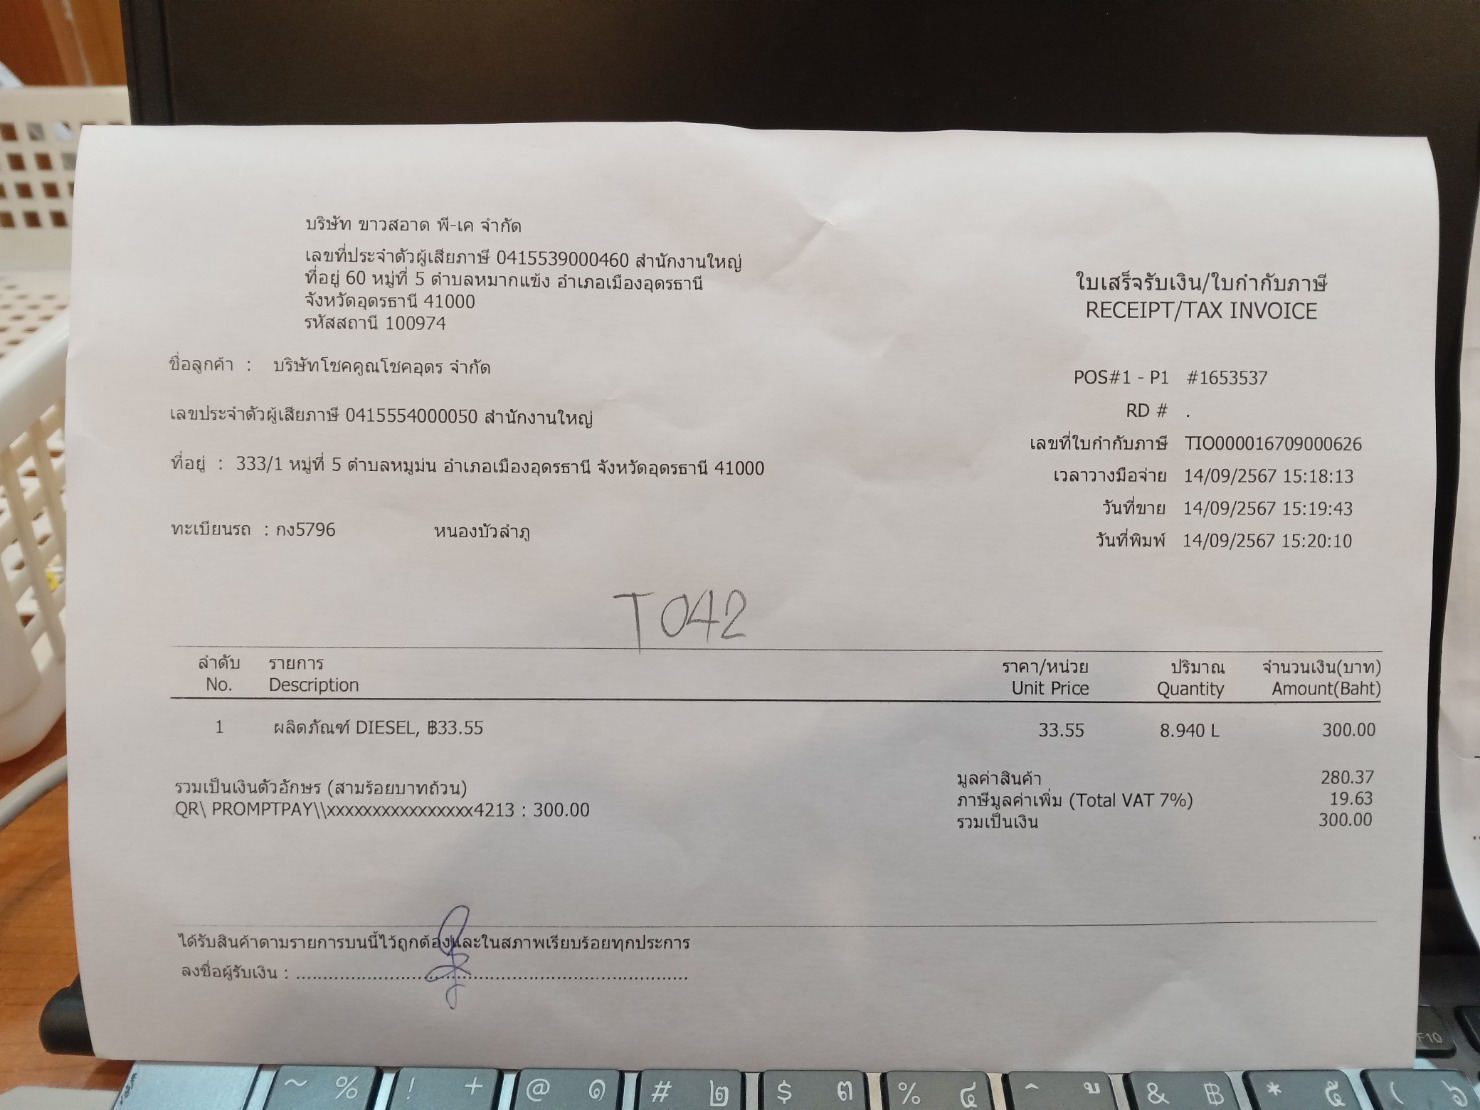 บริษัท ขาวสอาด พี-เค จำกัด
เลขที่ประจำตัวผู้เสียภาษี 0415539000460 สำนักงานใหญ่
ที่อยู่ 60 หมู่ที่ 5 ตำบลหมากแข้ง อำเภอเมืองอุดรธานี
จังหวัดอุดรธานี 41000
รหัสสถานี 100974
ใบเสร็จรับเงิน/ใบกำกับภาษี
RECEIPT/TAX INVOICE
ชื่อลูกค้า : บริษัทโชคคูณโชคอุดร จำกัด
เลขประจำตัวผู้เสียภาษี 0415554000050 สำนักงานใหญ่
ที่อยู่ : 333/1 หมู่ที่ 5 ตำบลหมูม่น อำเภอเมืองอุดรธานี จังหวัดอุดรธานี 41000
ทะเบียนรถ : กง5796 หนองบัวลำภู
POS#1 - P1 #1653537
RD # .
เลขที่ใบกำกับภาษี TIO000016709000626
เวลาวางมือจ่าย 14/09/2567 15:18:13
วันที่ขาย 14/09/2567 15:19:43
วันที่พิมพ์ 14/09/2567 15:20:10
T042
ลำดับ รายการ ราคา/หน่วย ปริมาณ จำนวนเงิน(บาท)
No. Description Unit Price Quantity Amount(Baht)
1 ผลิตภัณฑ์ DIESEL, ฿33.55 33.55 8.940 L 300.00
รวมเป็นเงินตัวอักษร (สามร้อยบาทถ้วน)
QR\ PROMPTPAY\\xxxxxxxxxxxxxxxx4213 : 300.00
มูลค่าสินค้า 280.37
ภาษีมูลค่าเพิ่ม (Total VAT 7%) 19.63
รวมเป็นเงิน 300.00
ได้รับสินค้าตามรายการบนนี้ไว้ถูกต้องและในสภาพเรียบร้อยทุกประการ
ลงชื่อผู้รับเงิน : ........................................................................
F10
~ % ! + @ ๑ # ๒ $ ๓ % ๔ ^ ู & ฿ * ๕ ( ๖